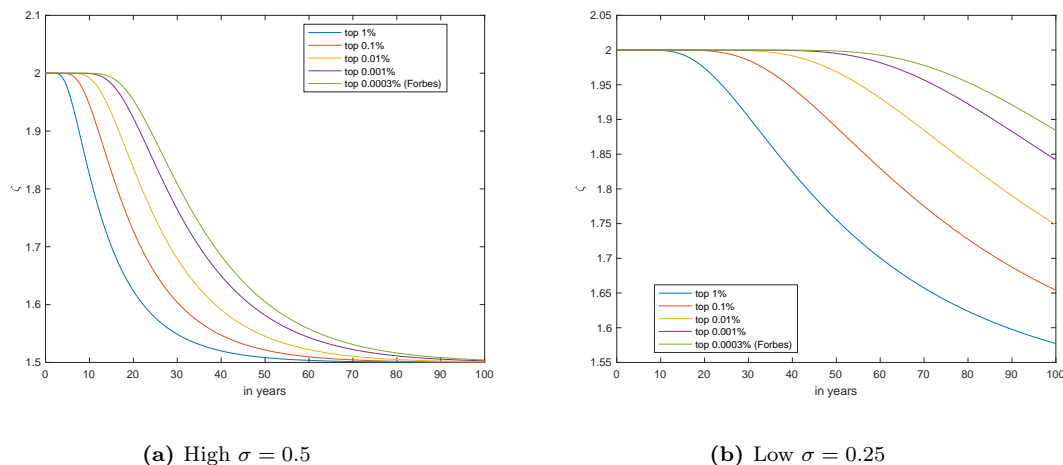 2.1
2
1.9
1.8
1.7
1.6
1.5
ζ
0 10 20 30 40 50 60 70 80 90 100
in years
top 1%
top 0.1%
top 0.01%
top 0.001%
top 0.0003% (Forbes)
(a) High σ = 0.5
2.05
2
1.95
1.9
1.85
1.8
1.75
1.7
1.65
1.6
1.55
ζ
0 10 20 30 40 50 60 70 80 90 100
in years
top 1%
top 0.1%
top 0.01%
top 0.001%
top 0.0003% (Forbes)
(b) Low σ = 0.25